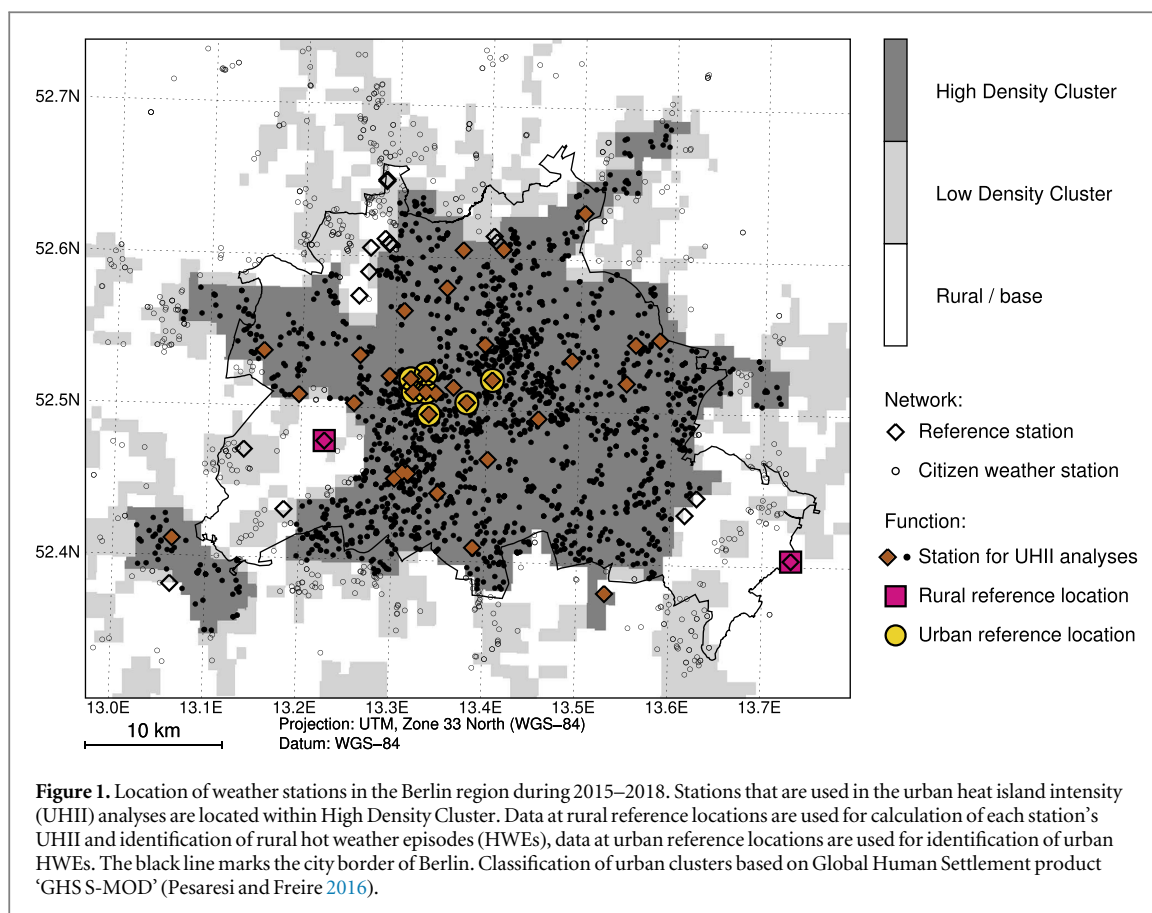 52.7N
52.6N
52.5N
52.4N
13.0E 13.1E 13.2E 13.3E 13.4E 13.5E 13.6E 13.7E
10 km
Projection: UTM, Zone 33 North (WGS–84)
Datum: WGS–84
High Density Cluster
Low Density Cluster
Rural / base
Network:
Reference station
Citizen weather station
Function:
Station for UHII analyses
Rural reference location
Urban reference location
Figure 1. Location of weather stations in the Berlin region during 2015–2018. Stations that are used in the urban heat island intensity
(UHII) analyses are located within High Density Cluster. Data at rural reference locations are used for calculation of each station's
UHII and identification of rural hot weather episodes (HWEs), data at urban reference locations are used for identification of urban
HWEs. The black line marks the city border of Berlin. Classification of urban clusters based on Global Human Settlement product
‘GHS S-MOD’ (Pesaresi and Freire 2016).